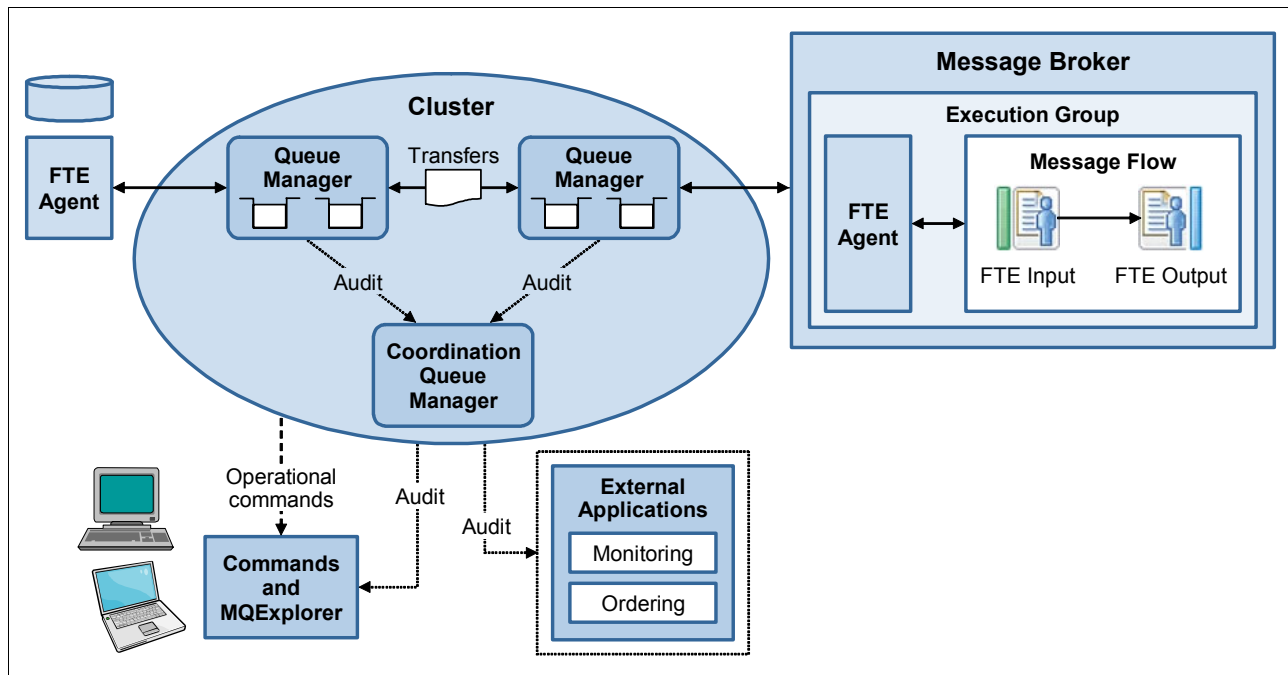 Message Broker
Cluster
Execution Group
Queue
Manager
Transfers
Queue
Manager
Message Flow
FTE
Agent
FTE
Agent
FTE Input
FTE Output
Audit
Audit
Coordination
Queue
Manager
Operational
commands
Audit
Audit
External
Applications
Monitoring
Ordering
Commands
and
MQExplorer